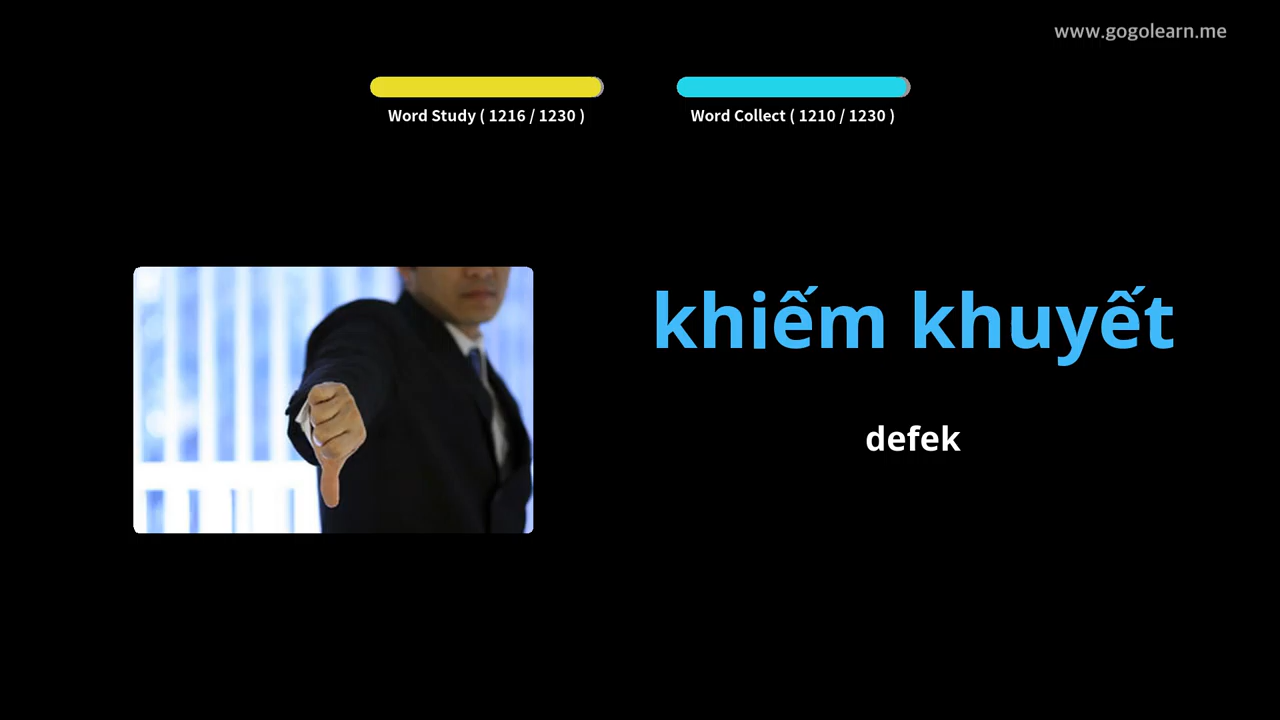 www.gogolearn.me
Word Study ( 1216 / 1230 )
Word Collect ( 1210 / 1230 )
khiếm khuyết
defek